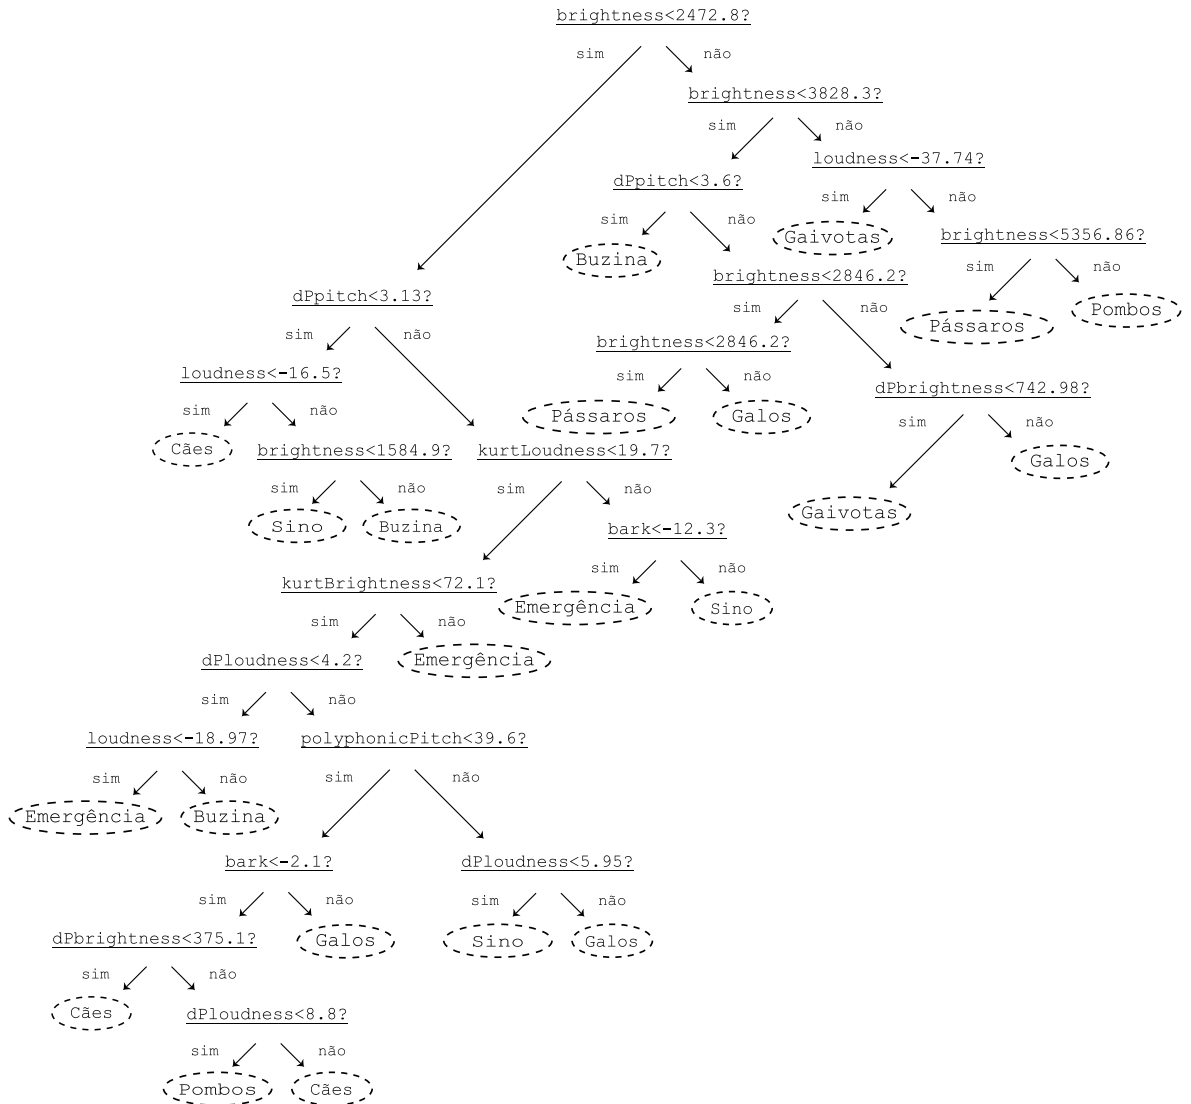 brightness<2472.8?
sim não
brightness<3828.3?
sim não
loudness<-37.74?
dPpitch<3.6?
sim não
sim não
Gaivotas
brightness<5356.86?
Buzina
sim não
brightness<2846.2?
dPpitch<3.13?
sim não
Pombos
Pássaros
sim não
brightness<2846.2?
loudness<-16.5?
sim não
dPbrightness<742.98?
sim não
Pássaros Galos
sim não
Cães
brightness<1584.9?
kurtLoudness<19.7?
Galos
sim não
sim não
Gaivotas
Sino Buzina
bark<-12.3?
sim não
kurtBrightness<72.1?
Emergência Sino
sim não
dPloudness<4.2?
Emergência
sim não
loudness<-18.97?
polyphonicPitch<39.6?
sim não
sim não
Emergência Buzina
bark<-2.1?
dPloudness<5.95?
sim não
sim não
dPbrightness<375.1?
Galos
Sino Galos
sim não
Cães
dPloudness<8.8?
sim não
Pombos Cães